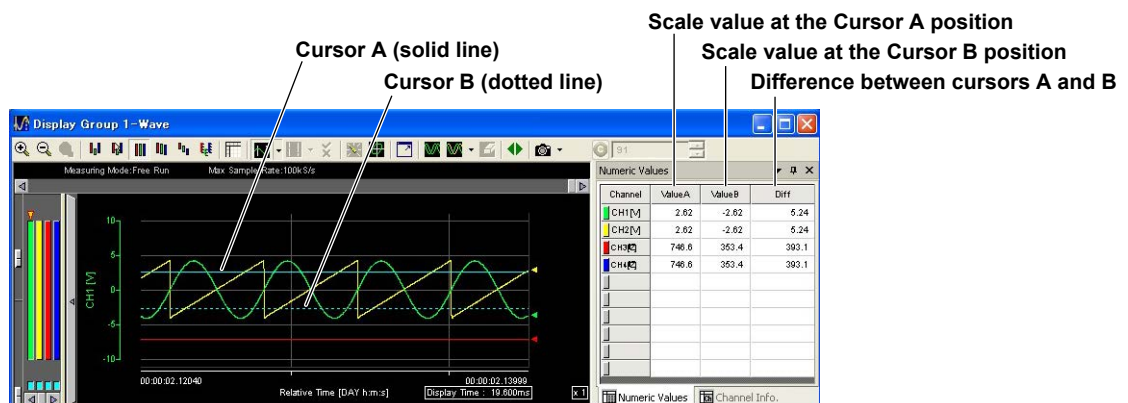 Scale value at the Cursor A position
Cursor A (solid line)
Scale value at the Cursor B position
Cursor B (dotted line)
Difference between cursors A and B
Display Group 1-Wave
91
Measuring Mode:Free Run
Max Sample Rate:100kS/s
Numeric Values
Channel ValueA ValueB Diff
CH1[V] 2.62 -2.62 5.24
CH2[V] 2.62 -2.62 5.24
746.6 353.4 393.1
746.6 353.4 393.1
10
5
0
-5
-10
CH1 [V]
00:00:02.12040
00:00:02.13999
Relative Time [DAY h:m:s]
Display Time : 19.600ms
x 1
Numeric Values
Channel Info.